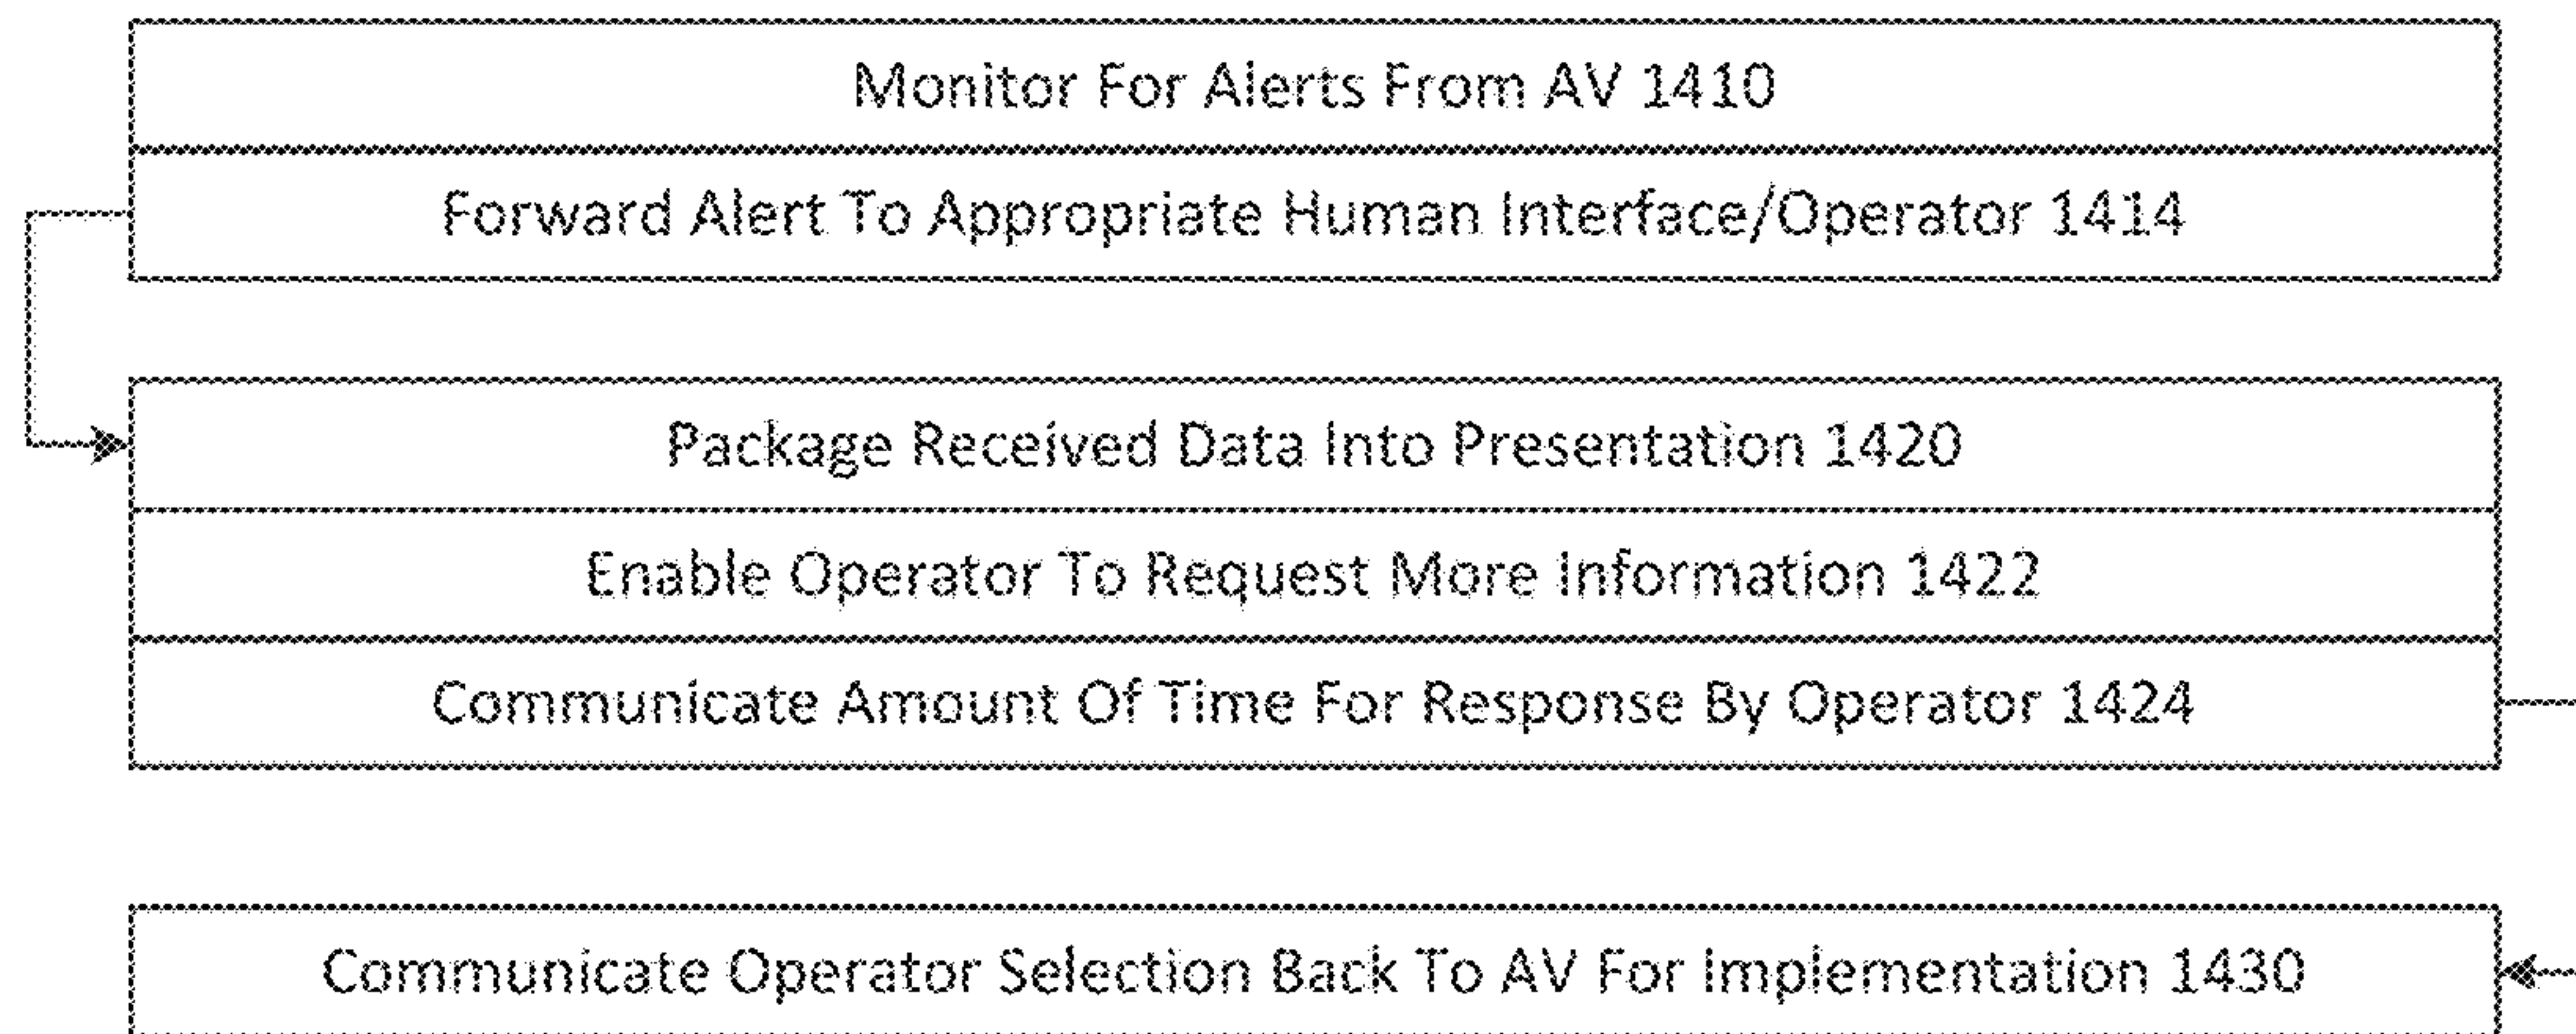 Monitor For Alerts From AV 1410
Forward Alert To Appropriate Human Interface/Operator 1414
Package Received Data Into Presentation 1420
Enable Operator To Request More Information 1422
Communicate Amount Of Time For Response By Operator 1424
Communicate Operator Selection Back To AV For Implementation 1430